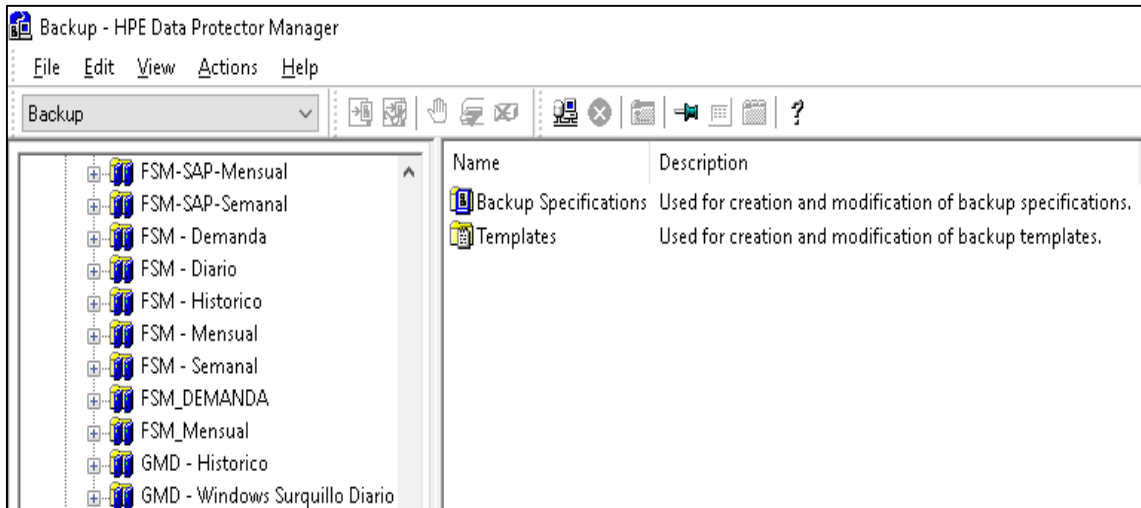 Backup - HPE Data Protector Manager
File Edit View Actions Help
Backup
?
FSM-SAP-Mensual
FSM-SAP-Semanal
FSM - Demanda
FSM - Diario
FSM - Historico
FSM - Mensual
FSM - Semanal
FSM_DEMANDA
FSM_Mensual
GMD - Historico
GMD - Windows Surquillo Diario
Name Description
Backup Specifications Used for creation and modification of backup specifications.
Templates Used for creation and modification of backup templates.